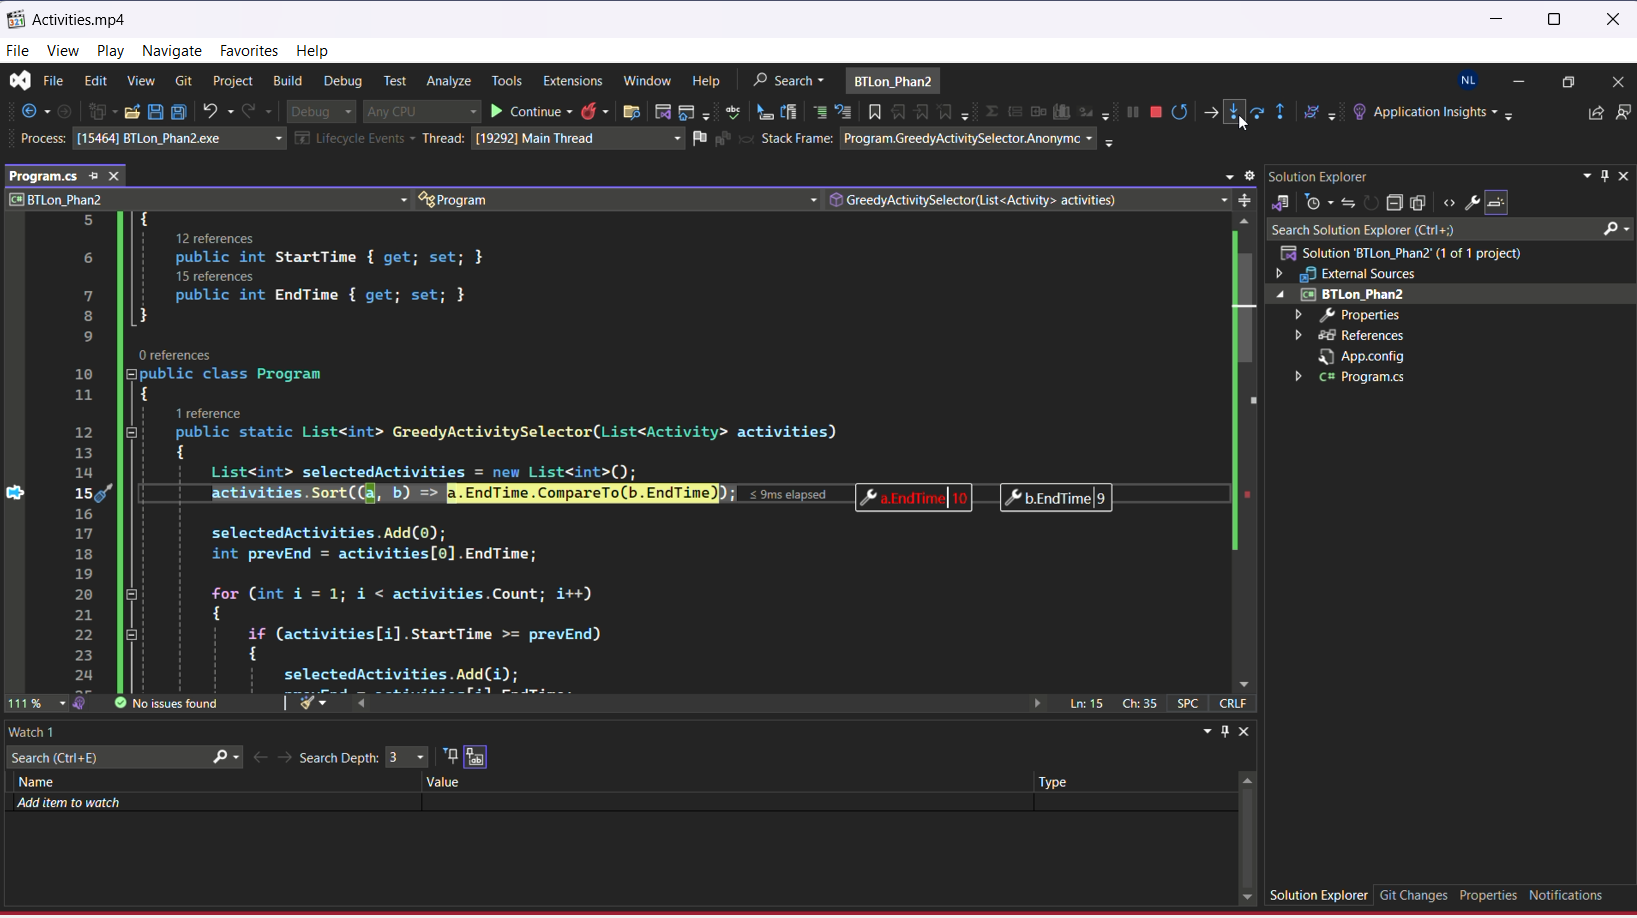 Activities.mp4
File View Play Navigate Favorites Help
File Edit View Git Project Build Debug Test Analyze Tools Extensions Window Help Search BTLon_Phan2 NL
Debug Any CPU Continue Application Insights
Process: [15464] BTLon_Phan2.exe Lifecycle Events Thread: [19292] Main Thread Stack Frame: Program.GreedyActivitySelector.Anonymc
Program.cs
BTLon_Phan2 Program GreedyActivitySelector(List<Activity> activities)
5 {
12 references
6 public int StartTime { get; set; }
15 references
7 public int EndTime { get; set; }
8 }
9
0 references
10 public class Program
11 {
1 reference
12 public static List<int> GreedyActivitySelector(List<Activity> activities)
13 {
14 List<int> selectedActivities = new List<int>();
15 activities.Sort((a, b) => a.EndTime.CompareTo(b.EndTime)); ≤ 9ms elapsed a.EndTime 10 b.EndTime 9
16
17 selectedActivities.Add(0);
18 int prevEnd = activities[0].EndTime;
19
20 for (int i = 1; i < activities.Count; i++)
21 {
22 if (activities[i].StartTime >= prevEnd)
23 {
24 selectedActivities.Add(i);
111 % No issues found Ln: 15 Ch: 35 SPC CRLF
Watch 1
Search (Ctrl+E) Search Depth: 3
Name Value Type
Add item to watch
Solution Explorer
Search Solution Explorer (Ctrl+;)
Solution 'BTLon_Phan2' (1 of 1 project)
External Sources
BTLon_Phan2
Properties
References
App.config
C# Program.cs
Solution Explorer Git Changes Properties Notifications